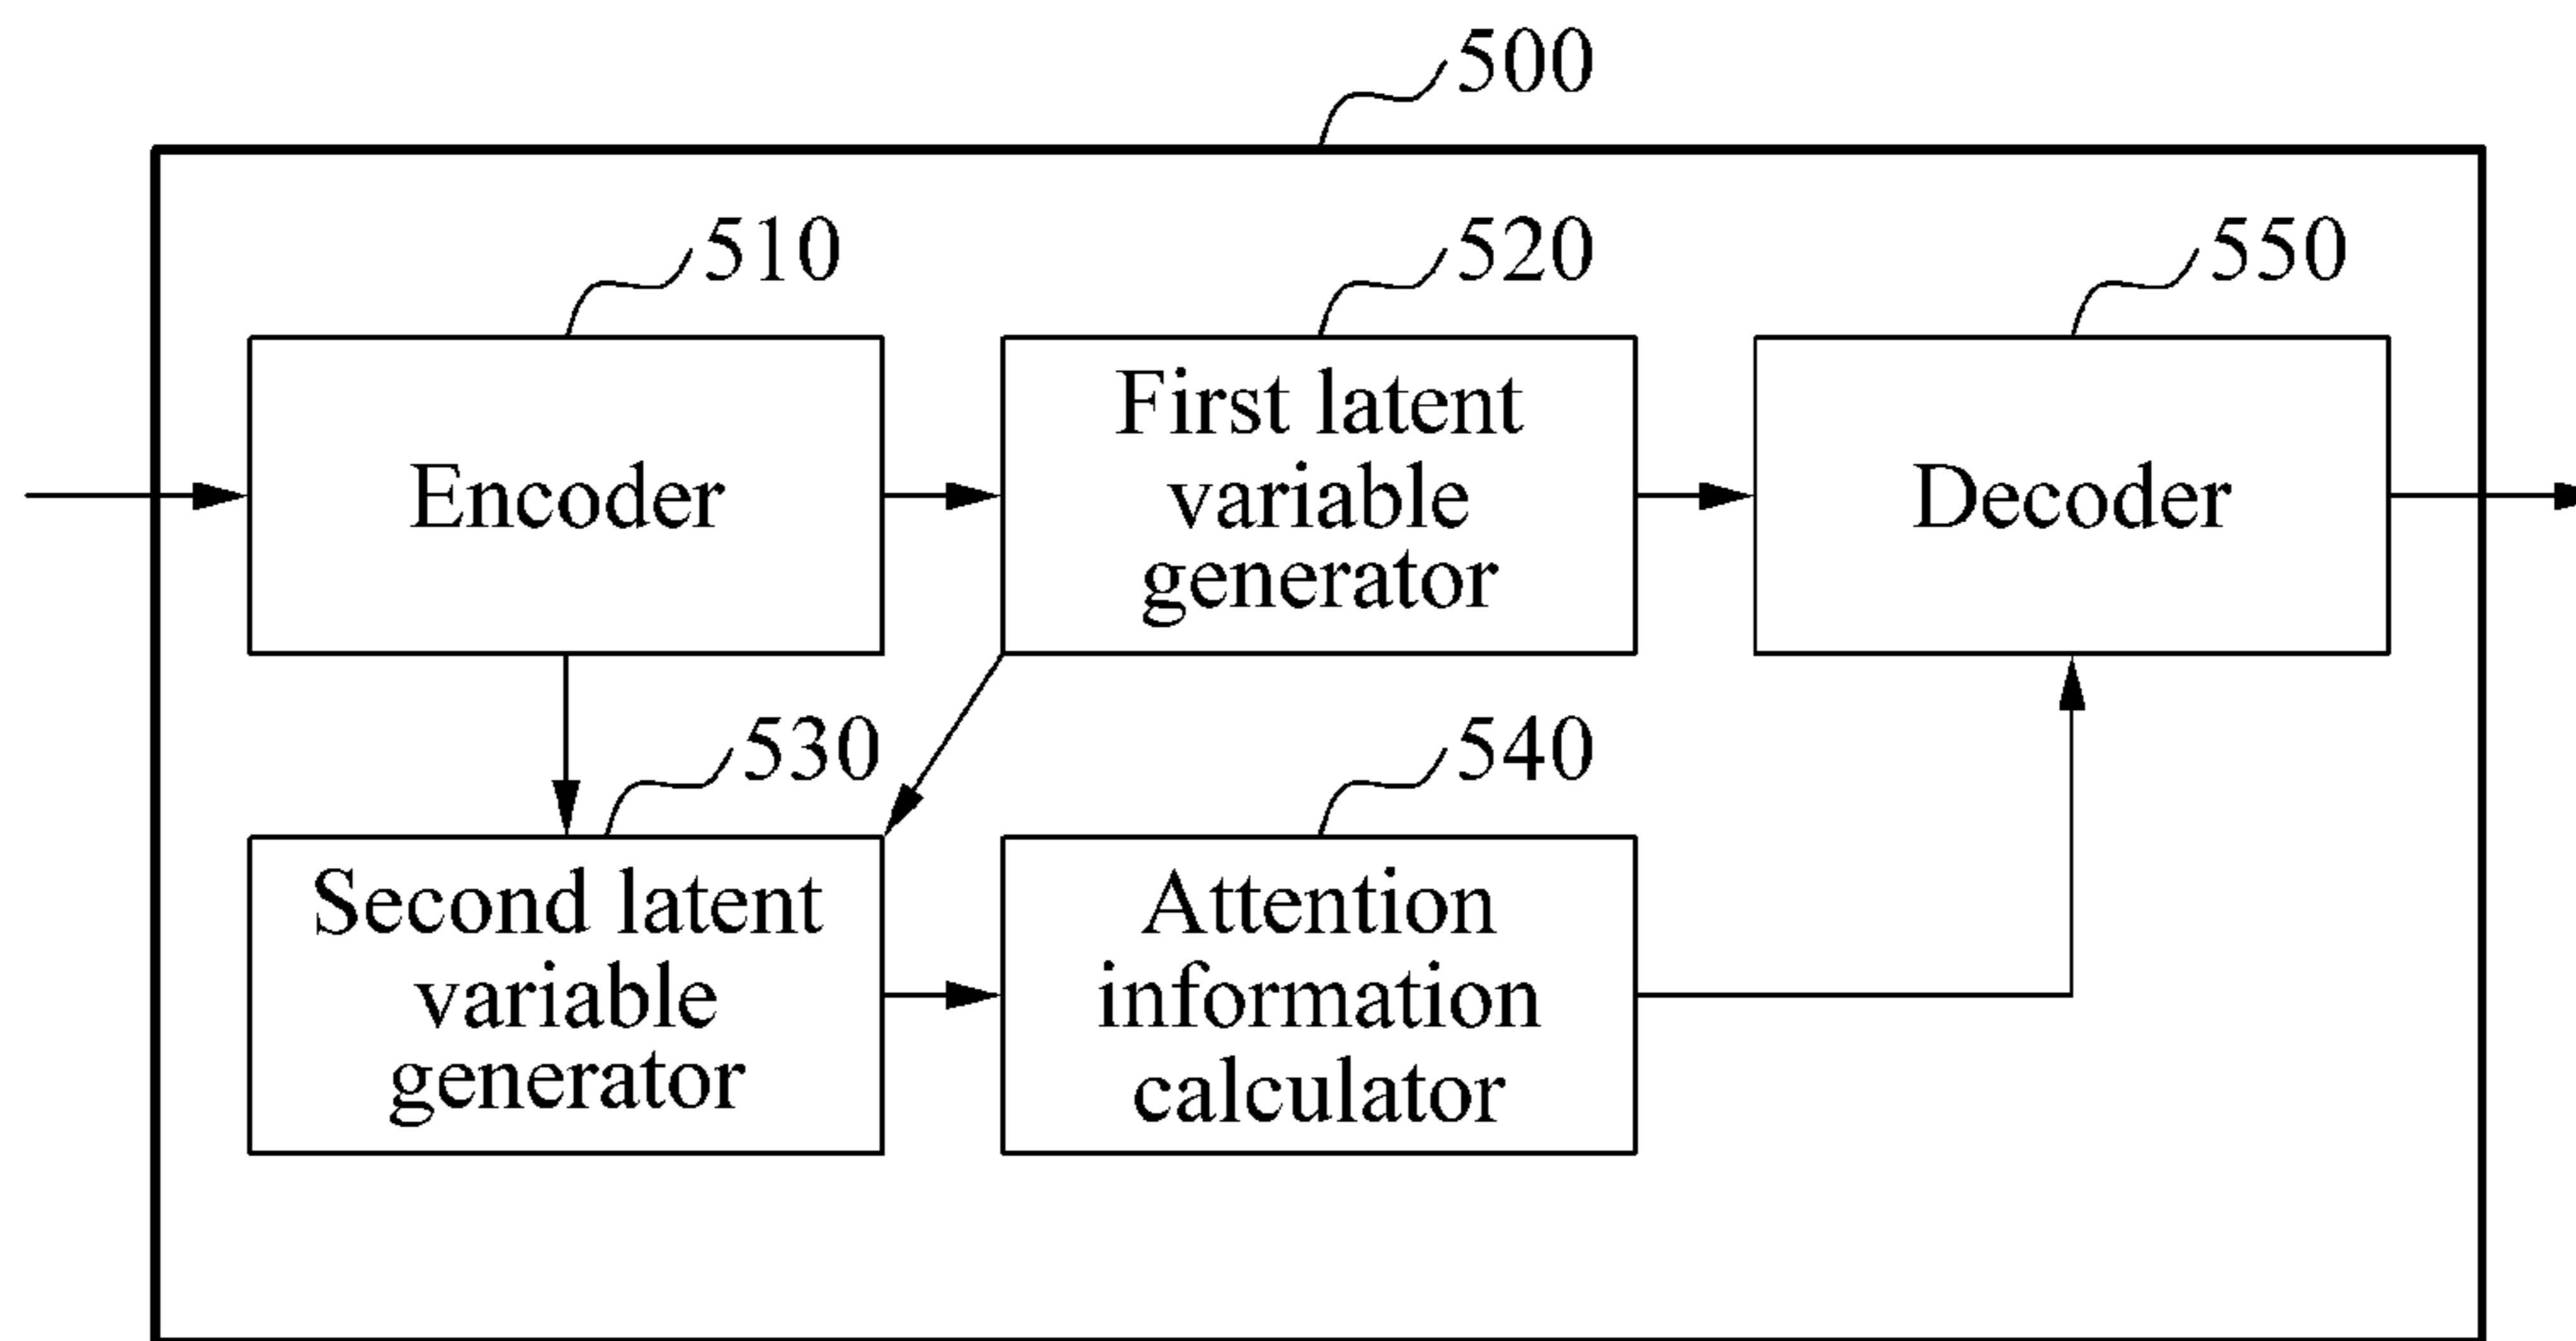 500
510
520
550
Encoder
First latent
variable
generator
Decoder
530
540
Second latent
variable
generator
Attention
information
calculator